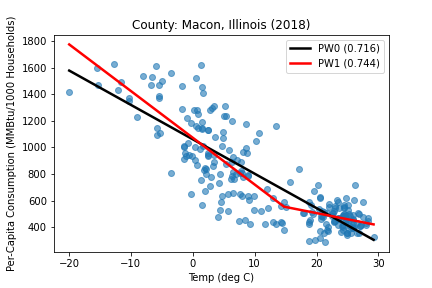 County: Macon, Illinois (2018)
Per-Capita Consumption (MMBtu/1000 Households)
1800
1600
1400
1200
1000
800
600
400
PW0 (0.716)
PW1 (0.744)
−20
−10
0
10
20
30
Temp (deg C)